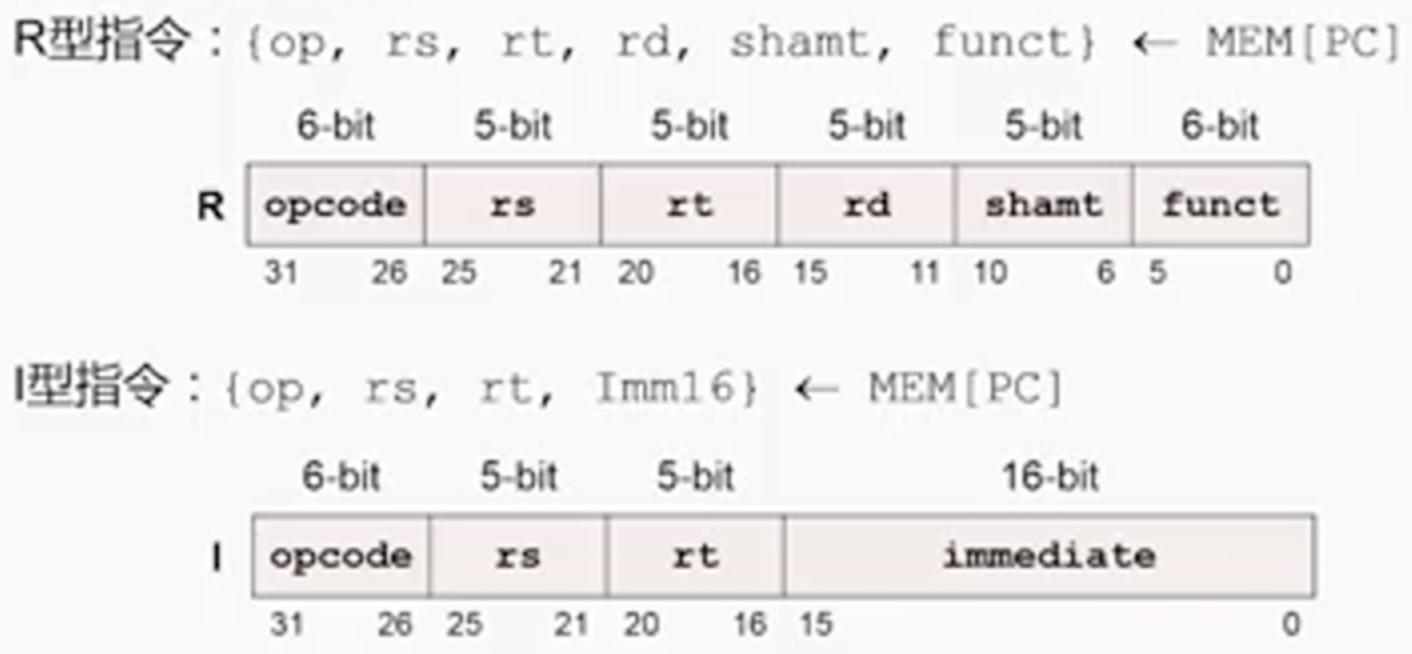 R型指令：{op, rs, rt, rd, shamt, funct} ← MEM[PC]
6-bit 5-bit 5-bit 5-bit 5-bit 6-bit
R opcode rs rt rd shamt funct
31 26 25 21 20 16 15 11 10 6 5 0
I型指令：{op, rs, rt, Imm16} ← MEM[PC]
6-bit 5-bit 5-bit 16-bit
I opcode rs rt immediate
31 26 25 21 20 16 15 0